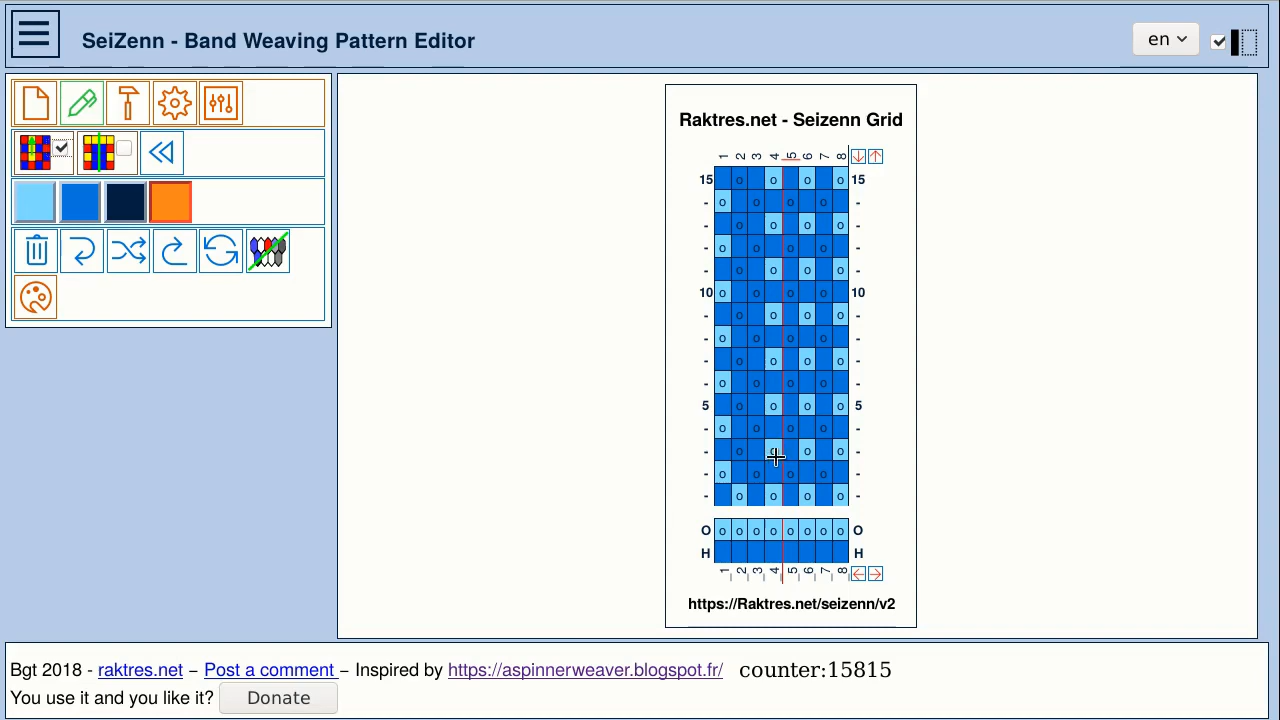 SeiZenn - Band Weaving Pattern Editor
en
Raktres.net - Seizenn Grid
1 2 3 4 5 6 7 8
15 o o o o 15
- o o o o -
- o o o o -
- o o o o -
- o o o o -
10 o o o o 10
- o o o o -
- o o o o -
- o o o o -
- o o o o -
5 o o o o 5
- o o o o -
- o o o o -
- o o o o -
- o o o o -
O o o o o o o o o O
H H
1 2 3 4 5 6 7 8
https://Raktres.net/seizenn/v2
Bgt 2018 - raktres.net – Post a comment – Inspired by https://aspinnerweaver.blogspot.fr/ counter:15815
You use it and you like it? Donate